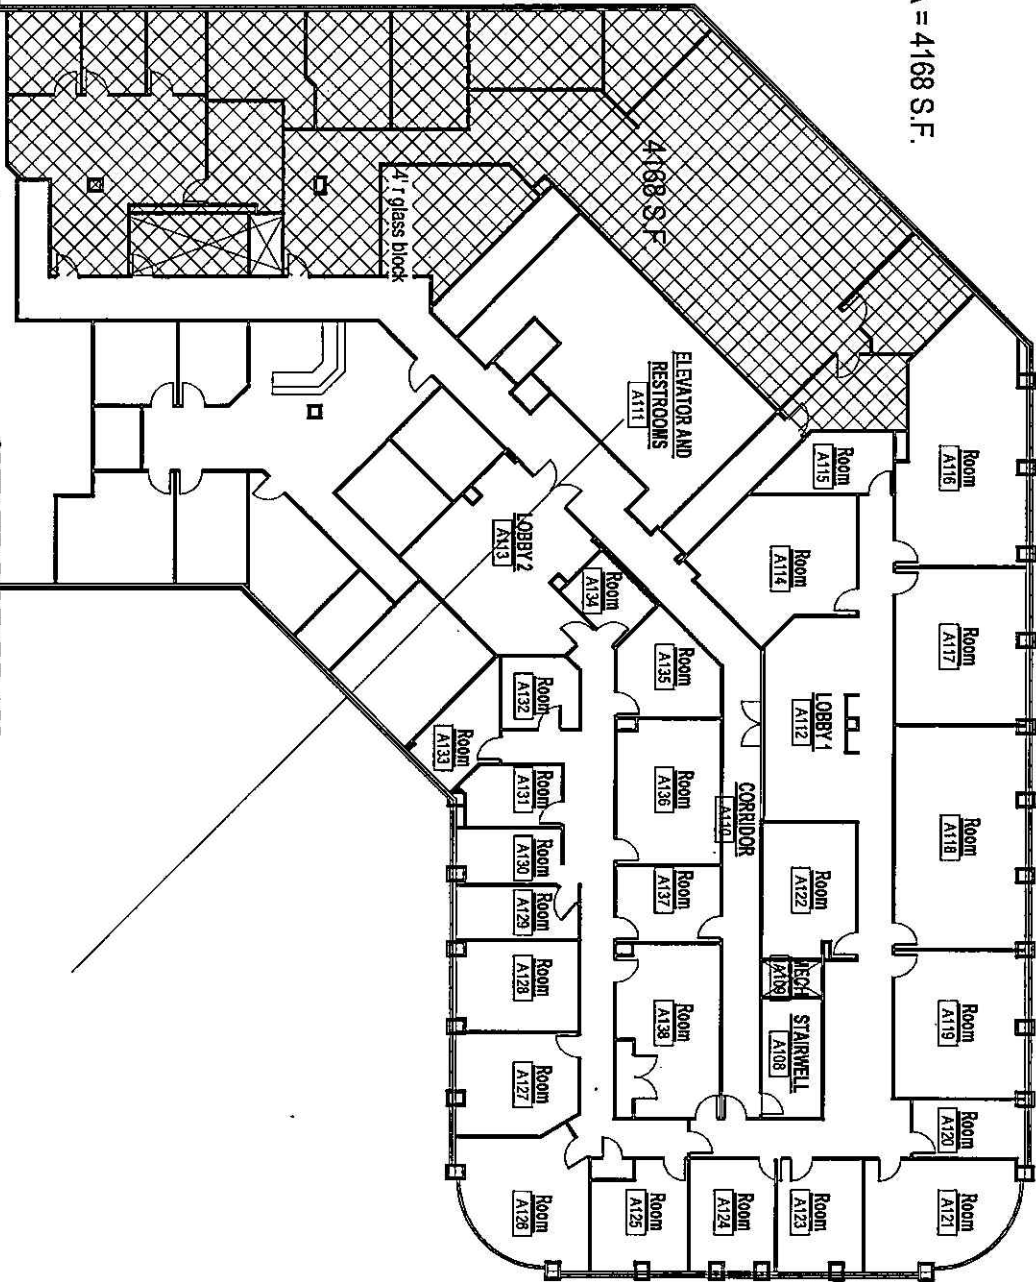 A = 4168 S.F.
4168 S.F.
4' r glass block
ELEVATOR AND
RESTROOMS
A111
Room
A115
Room
A116
Room
A114
LOBBY 2
A113
Room
A134
Room
A117
Room
A135
LOBBY 1
A112
Room
A132
Room
A133
Room
A131
Room
A136
CORRIDOR
A110
Room
A118
Room
A130
Room
A137
Room
A122
Room
A129
Room
A128
Room
A138
MECH
A109
STAIRWELL
A108
Room
A119
Room
A127
Room
A120
Room
A126
Room
A125
Room
A124
Room
A123
Room
A121